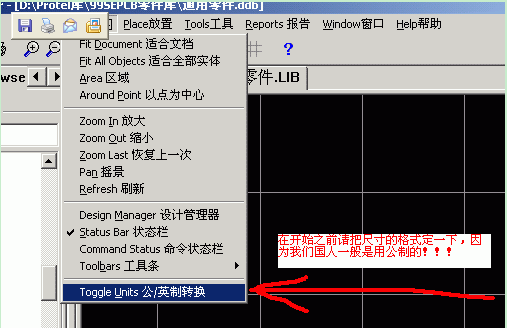 - [D:\Protel库\99SEPLB零件库\通用零件.ddb]
Place放置 Tools工具 Reports 报告 Window窗口 Help帮助
wse
零件.LIB
Fit Document 适合文档
Fit All Objects 适合全部实体
Area 区域
Around Point 以点为中心
Zoom In 放大
Zoom Out 缩小
Zoom Last 恢复上一次
Pan 摇景
Refresh 刷新
Design Manager 设计管理器
Status Bar 状态栏
Command Status 命令状态栏
Toolbars 工具条
Toggle Units 公/英制转换
在开始之前请把尺寸的格式定一下，因
为我们国人一般是用公制的！！！